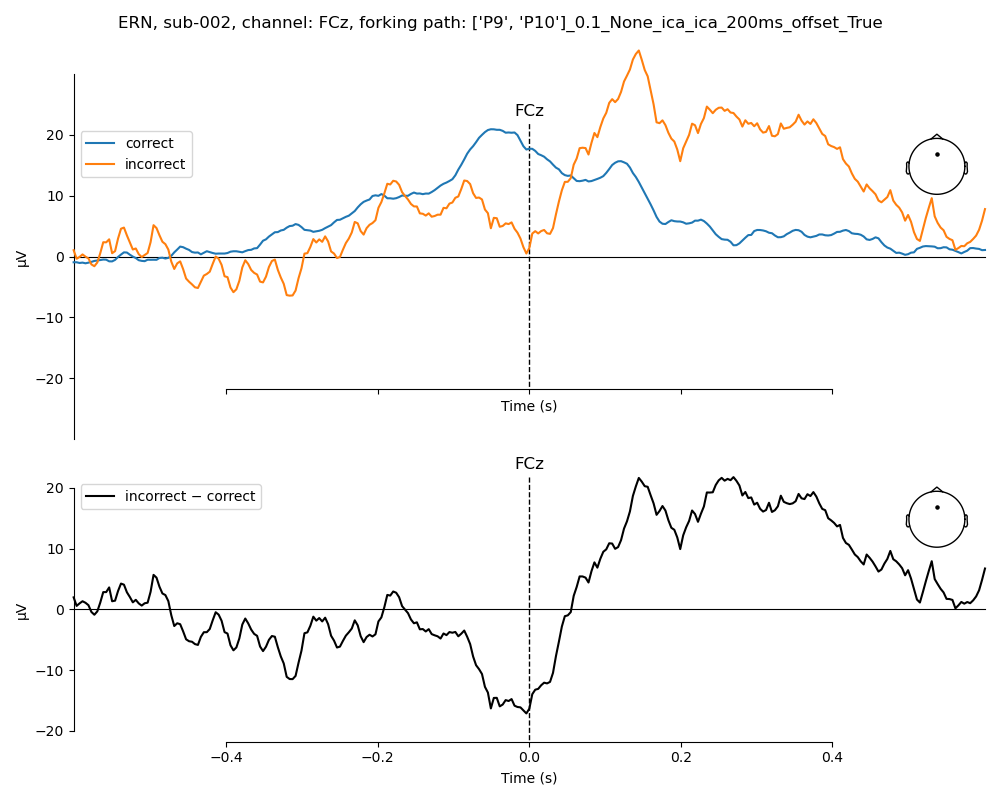 ERN, sub-002, channel: FCz, forking path: ['P9', 'P10']_0.1_None_ica_ica_200ms_offset_True
FCz
correct
incorrect
µV
20
10
0
−10
−20
Time (s)
FCz
incorrect − correct
µV
20
10
0
−10
−20
−0.4
−0.2
0.0
0.2
0.4
Time (s)